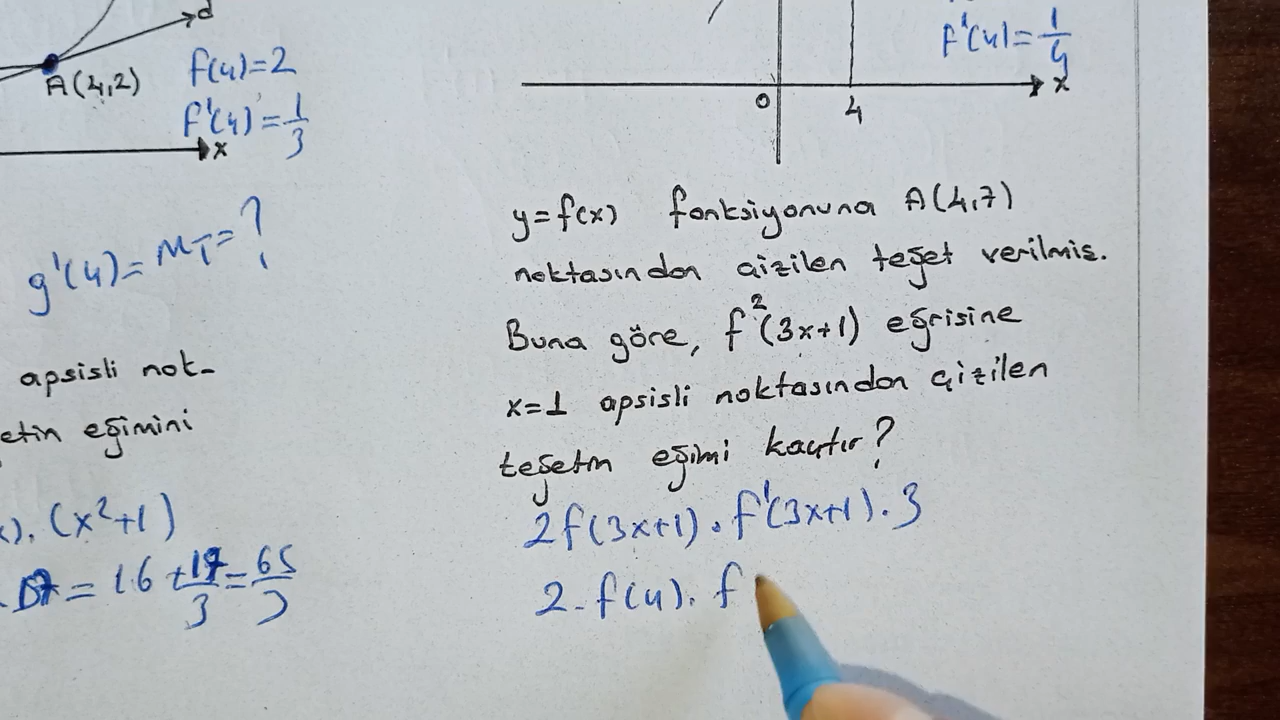 d
A(4,2)
f(4)=2
f'(4)=1/3
x
g'(4)=MT=?
apsisli nok-
etin eğimini
x).(x²+1)
= 16+17/3=65/3
f'(4)=1/4
0
4
x
y=f(x) fonksiyonuna A(4,7)
noktasından çizilen teğet verilmiş.
Buna göre, f²(3x+1) eğrisine
x=1 apsisli noktasından çizilen
teğetin eğimi kaçtır?
2f(3x+1).f'(3x+1).3
2.f(4).f